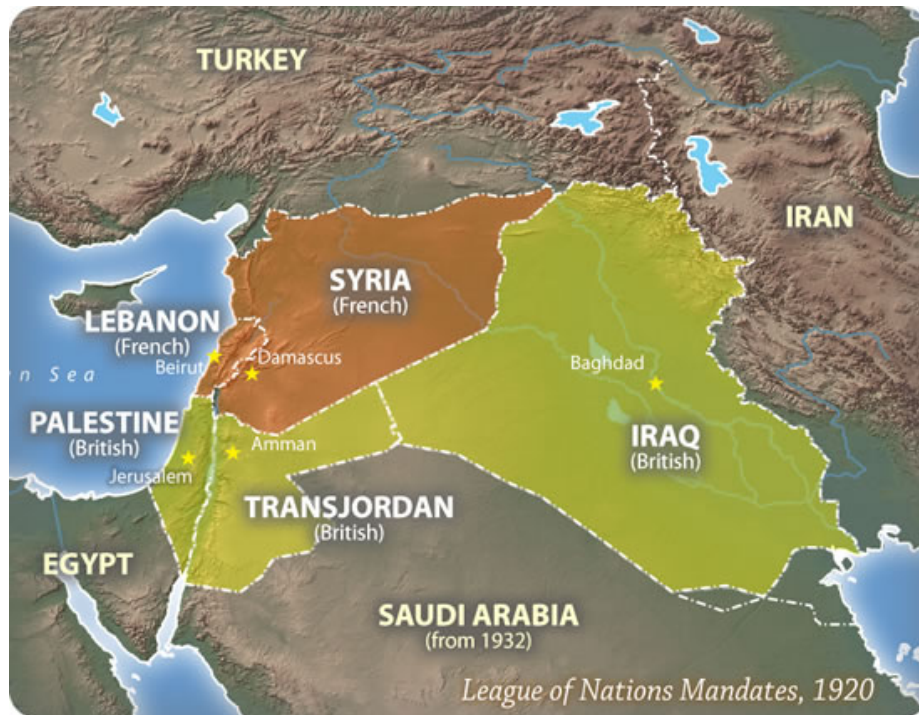 TURKEY
IRAN
SYRIA
(French)
LEBANON
(French)
Beirut
Damascus
Baghdad
n Sea
PALESTINE
(British)
Amman
Jerusalem
IRAQ
(British)
TRANSJORDAN
(British)
EGYPT
SAUDI ARABIA
(from 1932)
League of Nations Mandates, 1920